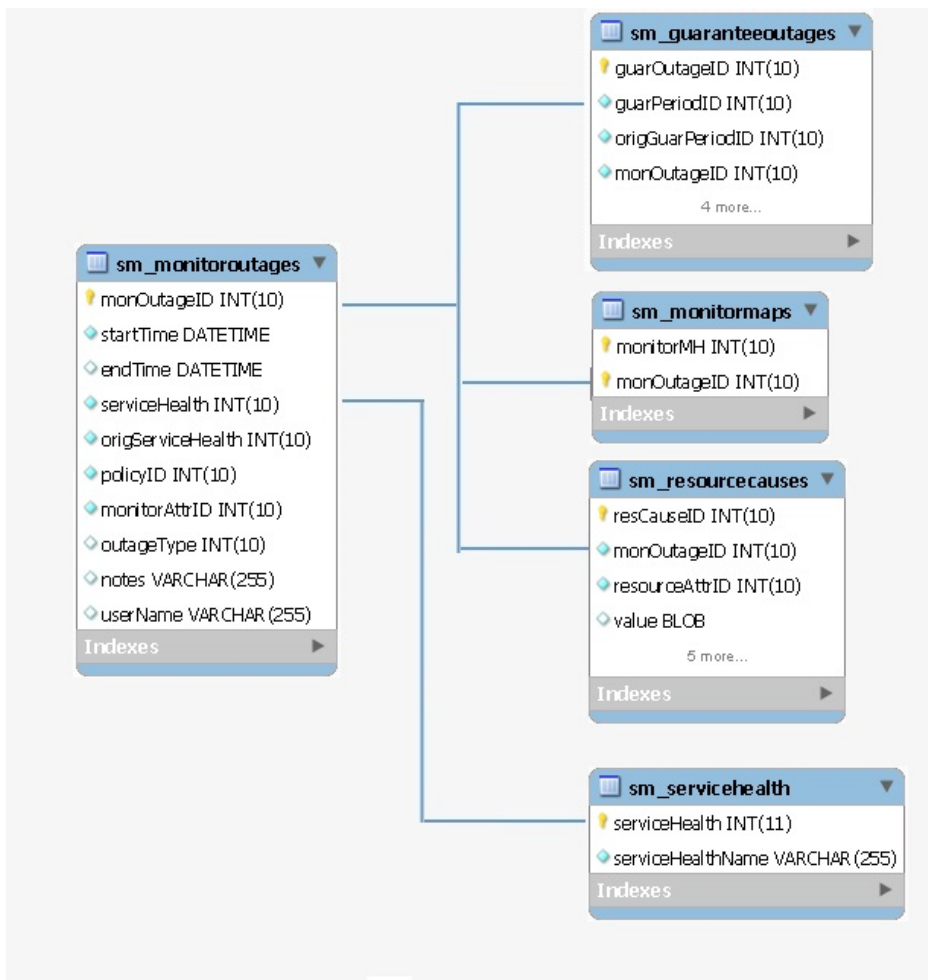 sm_guaranteeoutages
guarOutageID INT(10)
guarPeriodID INT(10)
origGuarPeriodID INT(10)
monOutageID INT(10)
4 more...
Indexes
sm_monitoroutages
monOutageID INT(10)
startTime DATETIME
endTime DATETIME
serviceHealth INT(10)
origServiceHealth INT(10)
policyID INT(10)
monitorAttrID INT(10)
outageType INT(10)
notes VARCHAR(255)
userName VARCHAR(255)
Indexes
sm_monitormaps
monitorMH INT(10)
monOutageID INT(10)
Indexes
sm_resourcecauses
resCauseID INT(10)
monOutageID INT(10)
resourceAttrID INT(10)
value BLOB
5 more...
Indexes
sm_servicehealth
serviceHealth INT(11)
serviceHealthName VARCHAR(255)
Indexes